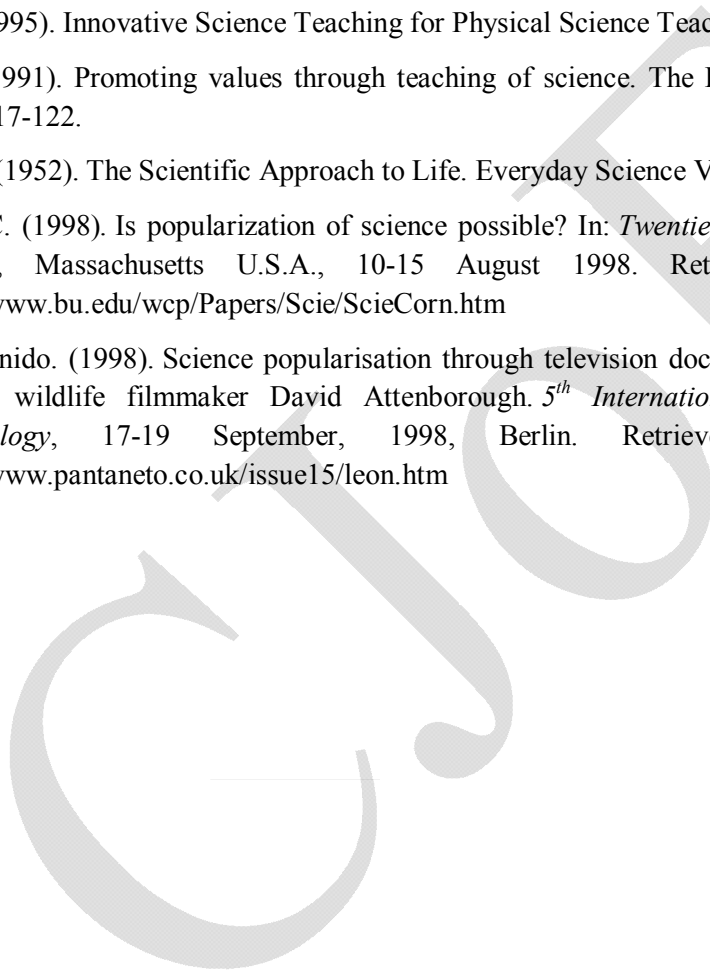 995). Innovative Science Teaching for Physical Science Teac
991). Promoting values through teaching of science. The
17-122.
(1952). The Scientific Approach to Life. Everyday Science V
C. (1998). Is popularization of science possible? In: Twentie
, Massachusetts U.S.A., 10-15 August 1998. Ret
www.bu.edu/wcp/Papers/Scie/ScieCorn.htm
nido. (1998). Science popularisation through television doc
wildlife filmmaker David Attenborough. 5th Internatio
logy, 17-19 September, 1998, Berlin. Retrieve
www.pantaneto.co.uk/issue15/leon.htm
CJo